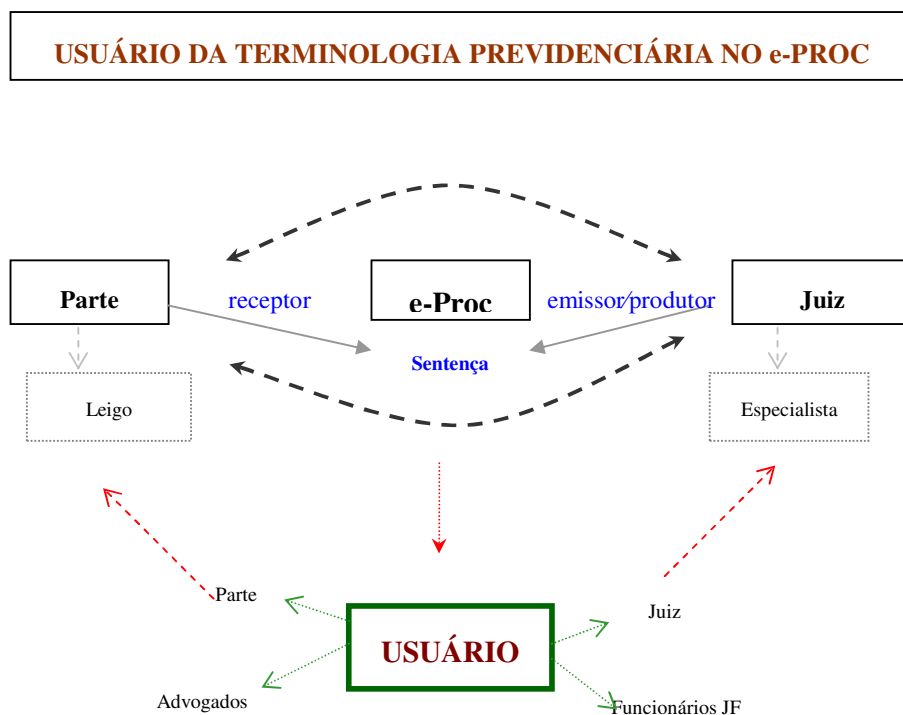 USUÁRIO DA TERMINOLOGIA PREVIDENCIÁRIA NO e-PROC
Parte
receptor
e-Proc
emissor/produtor
Juiz
Sentença
Leigo
Especialista
Parte
Juiz
USUÁRIO
Advogados
Funcionários JF